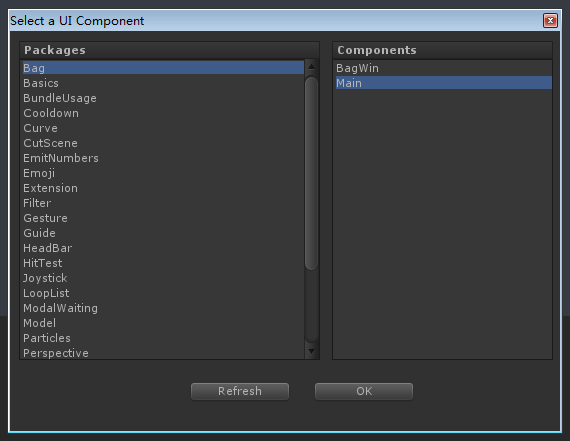 Select a UI Component
Packages
Bag
Basics
BundleUsage
Cooldown
Curve
CutScene
EmitNumbers
Emoji
Extension
Filter
Gesture
Guide
HeadBar
HitTest
Joystick
LoopList
ModalWaiting
Model
Particles
Perspective
Components
BagWin
Main
Refresh
OK